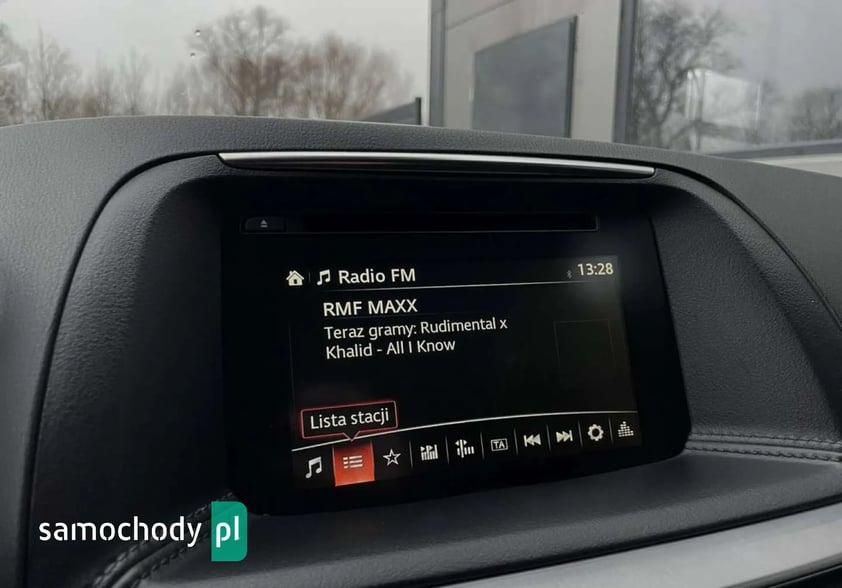 Radio FM
13:28
RMF MAXX
Teraz gramy: Rudimental x
Khalid - All I Know
Lista stacji
TA
samochody pl